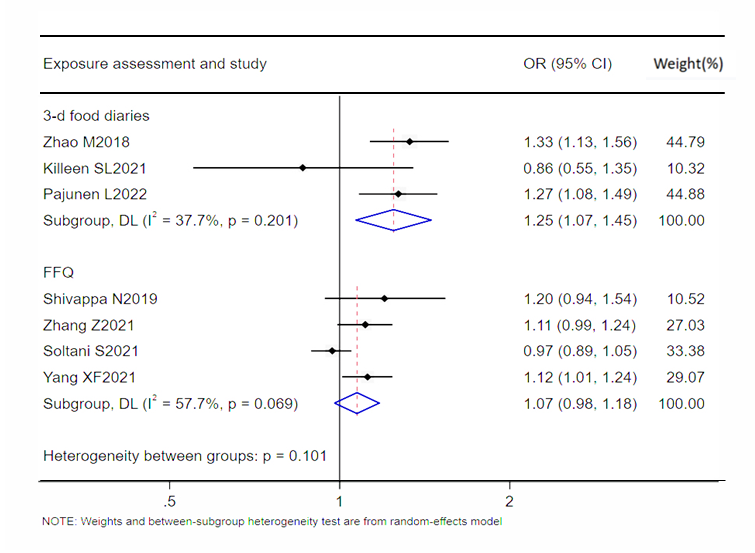 Exposure assessment and study OR (95% CI) Weight(%)
3-d food diaries
Zhao M2018 1.33 (1.13, 1.56) 44.79
Killeen SL2021 0.86 (0.55, 1.35) 10.32
Pajunen L2022 1.27 (1.08, 1.49) 44.88
Subgroup, DL (I² = 37.7%, p = 0.201) 1.25 (1.07, 1.45) 100.00
FFQ
Shivappa N2019 1.20 (0.94, 1.54) 10.52
Zhang Z2021 1.11 (0.99, 1.24) 27.03
Soltani S2021 0.97 (0.89, 1.05) 33.38
Yang XF2021 1.12 (1.01, 1.24) 29.07
Subgroup, DL (I² = 57.7%, p = 0.069) 1.07 (0.98, 1.18) 100.00
Heterogeneity between groups: p = 0.101
.5 1 2
NOTE: Weights and between-subgroup heterogeneity test are from random-effects model